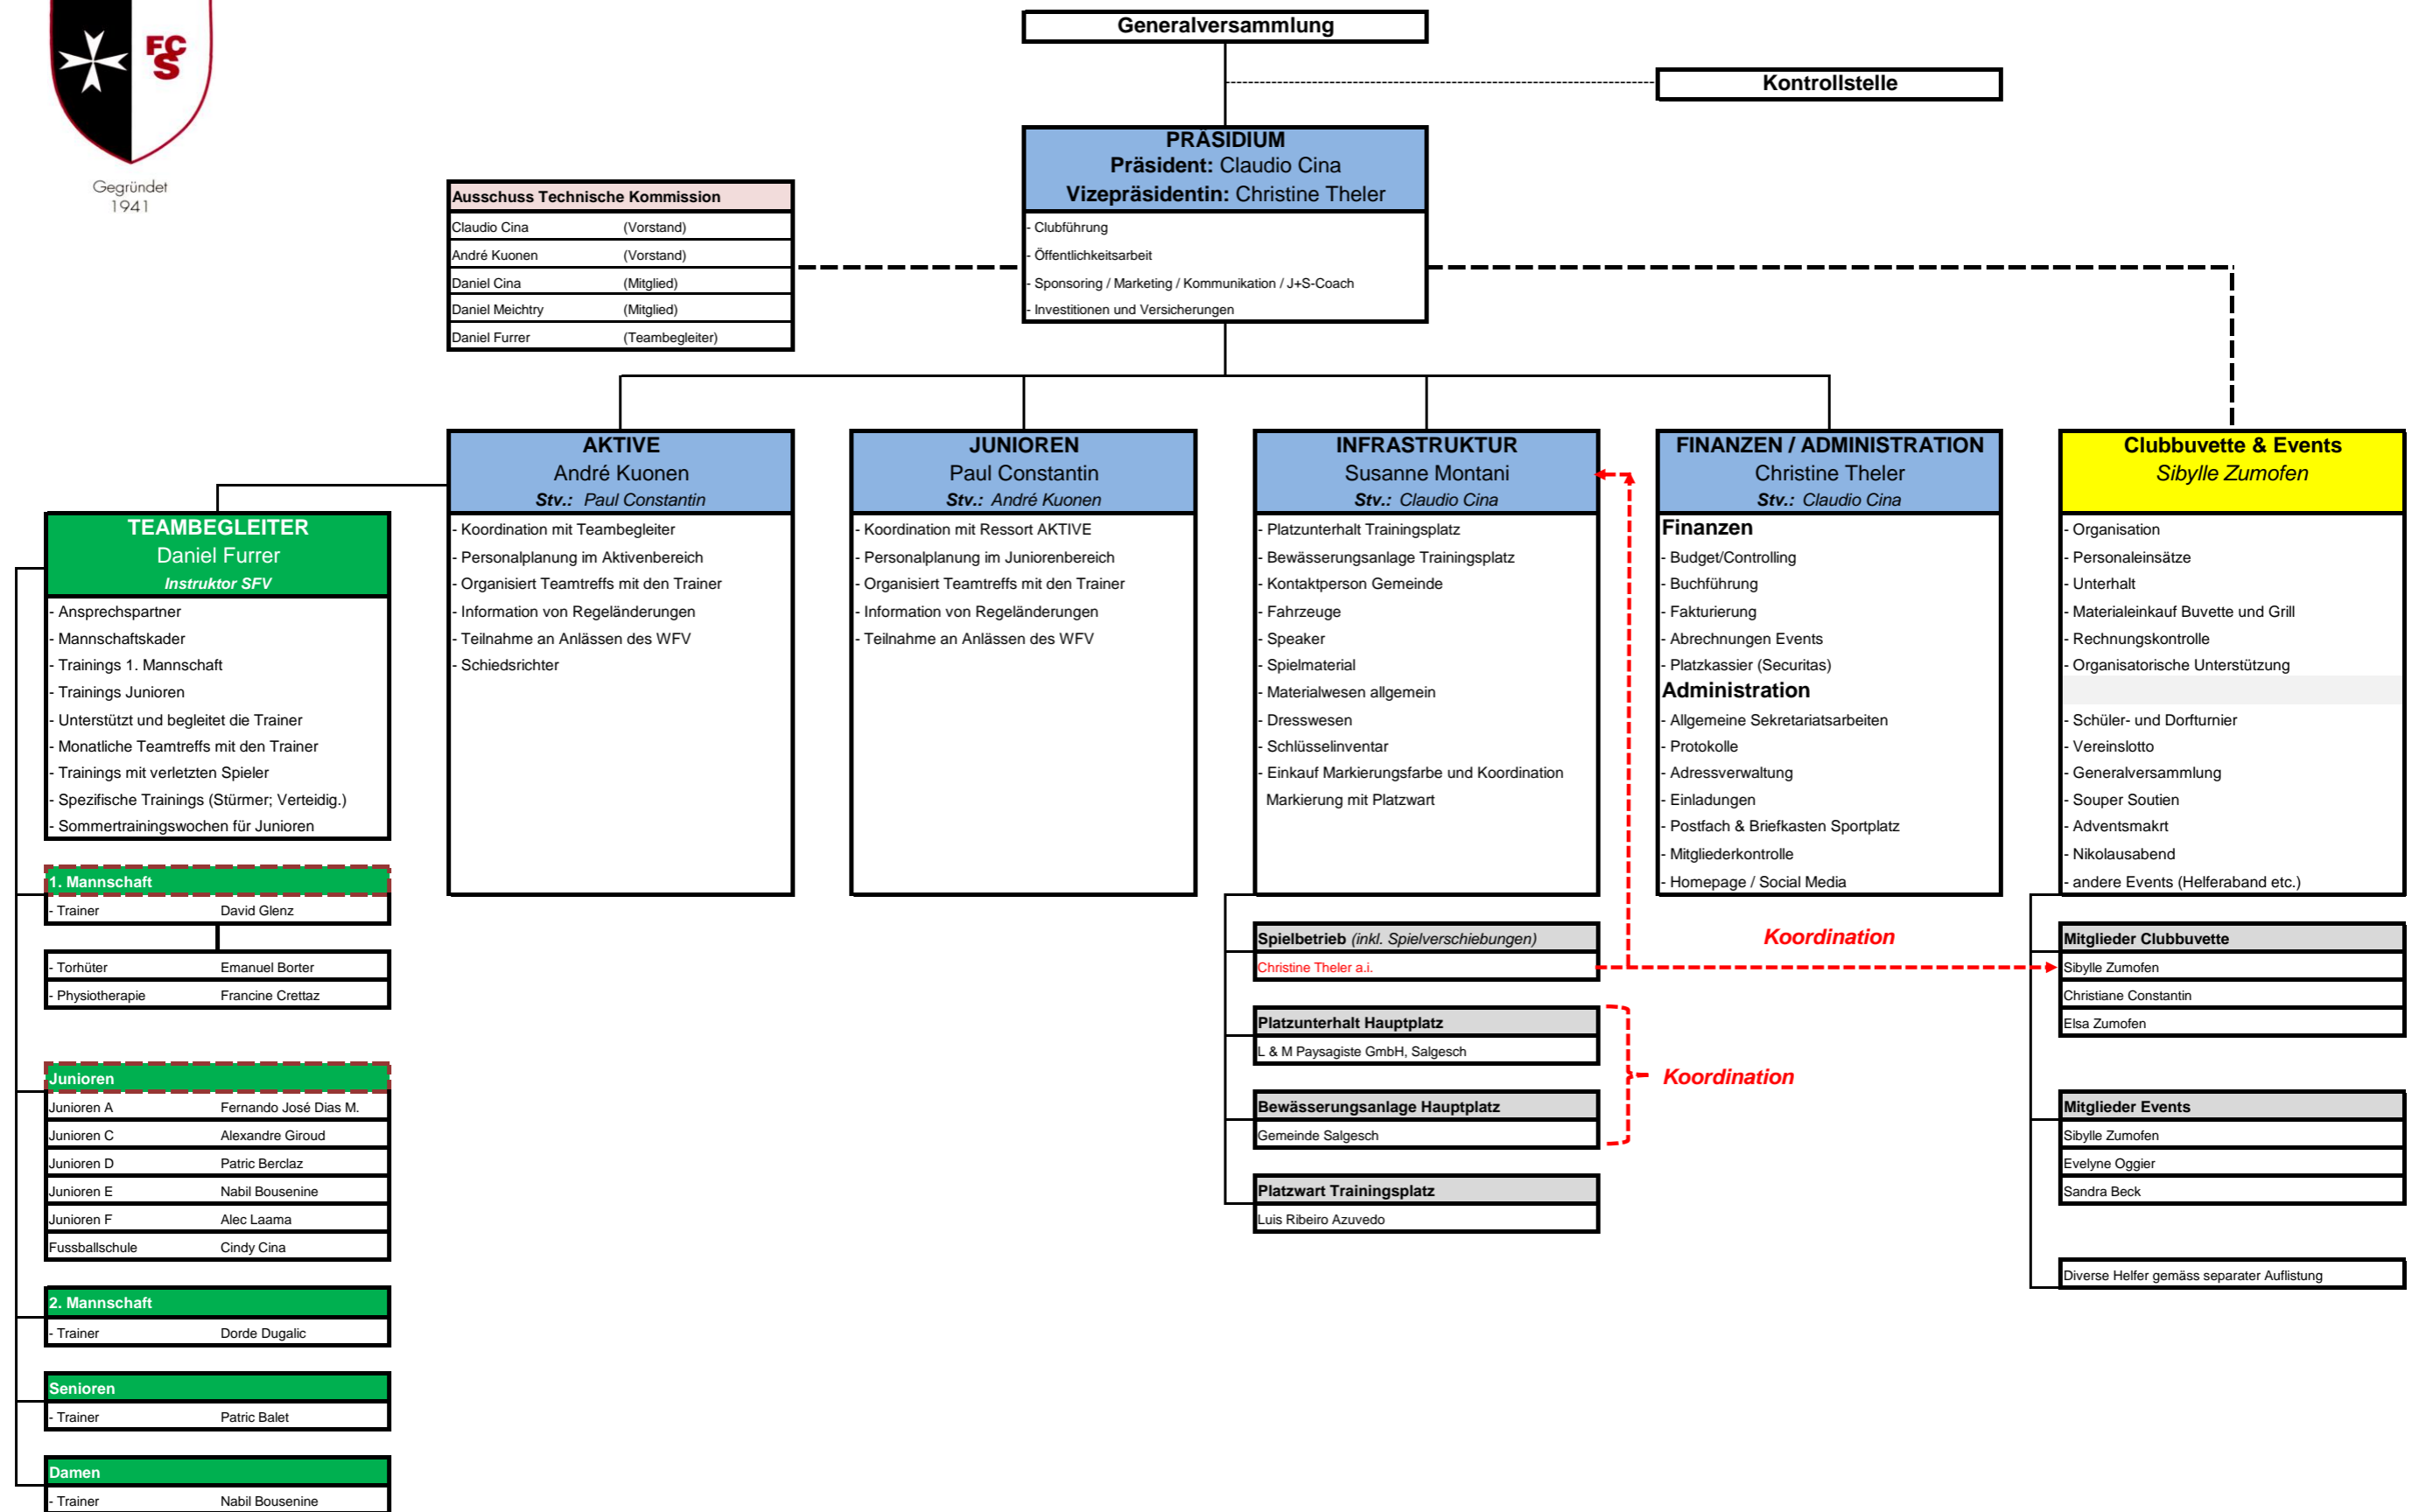 FCS
Gegründet
1941
Generalversammlung
Kontrollstelle
PRÄSIDIUM
Präsident: Claudio Cina
Vizepräsidentin: Christine Theler
- Clubführung
- Öffentlichkeitsarbeit
- Sponsoring / Marketing / Kommunikation / J+S-Coach
- Investitionen und Versicherungen
Ausschuss Technische Kommission
Claudio Cina (Vorstand)
André Kuonen (Vorstand)
Daniel Cina (Mitglied)
Daniel Meichtry (Mitglied)
Daniel Furrer (Teambegleiter)
TEAMBEGLEITER
Daniel Furrer
Instruktor SFV
- Ansprechspartner
- Mannschaftskader
- Trainings 1. Mannschaft
- Trainings Junioren
- Unterstützt und begleitet die Trainer
- Monatliche Teamtreffs mit den Trainer
- Trainings mit verletzten Spieler
- Spezifische Trainings (Stürmer; Verteidig.)
- Sommertrainingswochen für Junioren
1. Mannschaft
- Trainer David Glenz
- Torhüter Emanuel Borter
- Physiotherapie Francine Crettaz
Junioren
Junioren A Fernando José Dias M.
Junioren C Alexandre Giroud
Junioren D Patric Berclaz
Junioren E Nabil Bousenine
Junioren F Alec Laama
Fussballschule Cindy Cina
2. Mannschaft
- Trainer Dorde Dugalic
Senioren
- Trainer Patric Balet
Damen
- Trainer Nabil Bousenine
AKTIVE
André Kuonen
Stv.: Paul Constantin
- Koordination mit Teambegleiter
- Personalplanung im Aktivenbereich
- Organisiert Teamtreffs mit den Trainer
- Information von Regeländerungen
- Teilnahme an Anlässen des WFV
- Schiedsrichter
JUNIOREN
Paul Constantin
Stv.: André Kuonen
- Koordination mit Ressort AKTIVE
- Personalplanung im Juniorenbereich
- Organisiert Teamtreffs mit den Trainer
- Information von Regeländerungen
- Teilnahme an Anlässen des WFV
INFRASTRUKTUR
Susanne Montani
Stv.: Claudio Cina
- Platzunterhalt Trainingsplatz
- Bewässerungsanlage Trainingsplatz
- Kontaktperson Gemeinde
- Fahrzeuge
- Speaker
- Spielmaterial
- Materialwesen allgemein
- Dresswesen
- Schlüsselinventar
- Einkauf Markierungsfarbe und Koordination
Markierung mit Platzwart
Spielbetrieb (inkl. Spielverschiebungen)
Christine Theler a.i.
Platzunterhalt Hauptplatz
L & M Paysagiste GmbH, Salgesch
Bewässerungsanlage Hauptplatz
Gemeinde Salgesch
Platzwart Trainingsplatz
Luis Ribeiro Azuvedo
Koordination
Koordination
FINANZEN / ADMINISTRATION
Christine Theler
Stv.: Claudio Cina
Finanzen
- Budget/Controlling
- Buchführung
- Fakturierung
- Abrechnungen Events
- Platzkassier (Securitas)
Administration
- Allgemeine Sekretariatsarbeiten
- Protokolle
- Adressverwaltung
- Einladungen
- Postfach & Briefkasten Sportplatz
- Mitgliederkontrolle
- Homepage / Social Media
Clubbuvette & Events
Sibylle Zumofen
- Organisation
- Personaleinsätze
- Unterhalt
- Materialeinkauf Buvette und Grill
- Rechnungskontrolle
- Organisatorische Unterstützung
- Schüler- und Dorfturnier
- Vereinslotto
- Generalversammlung
- Souper Soutien
- Adventsmakrt
- Nikolausabend
- andere Events (Helferaband etc.)
Mitglieder Clubbuvette
Sibylle Zumofen
Christiane Constantin
Elsa Zumofen
Mitglieder Events
Sibylle Zumofen
Evelyne Oggier
Sandra Beck
Diverse Helfer gemäss separater Auflistung